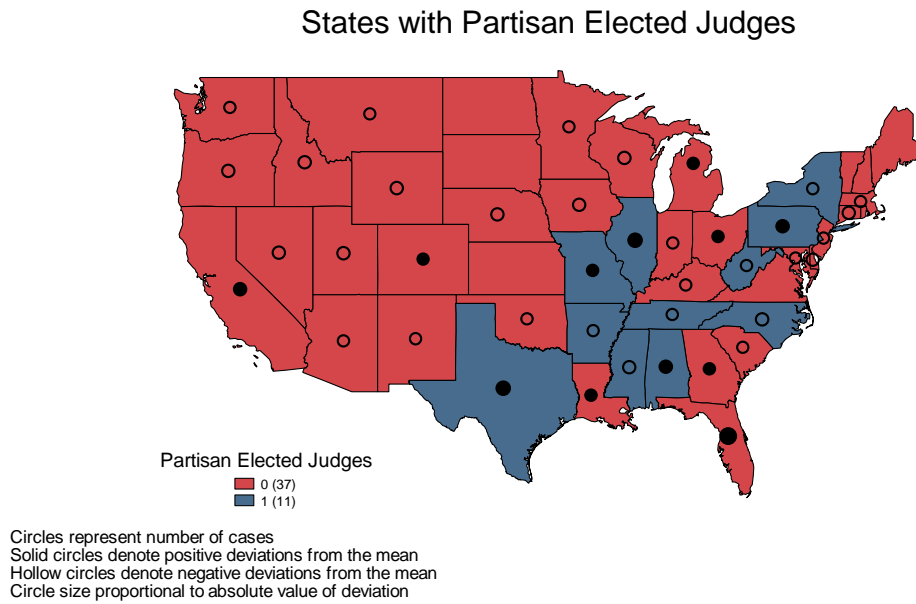 States with Partisan Elected Judges
Partisan Elected Judges
0 (37)
1 (11)
Circles represent number of cases
Solid circles denote positive deviations from the mean
Hollow circles denote negative deviations from the mean
Circle size proportional to absolute value of deviation